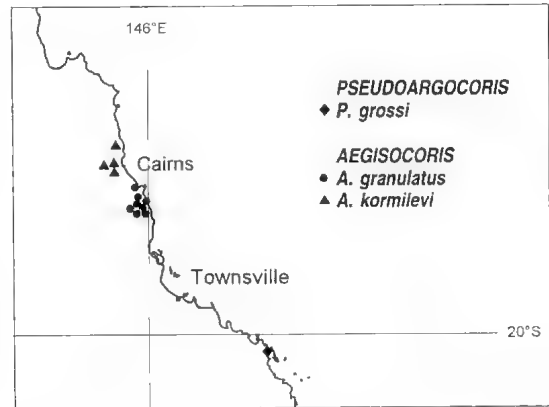 146°E
PSEUDOARGOCORIS
P. grossi
Cairns
AEGISOCORIS
A. granulatus
A. kormilevi
Townsville
20°S